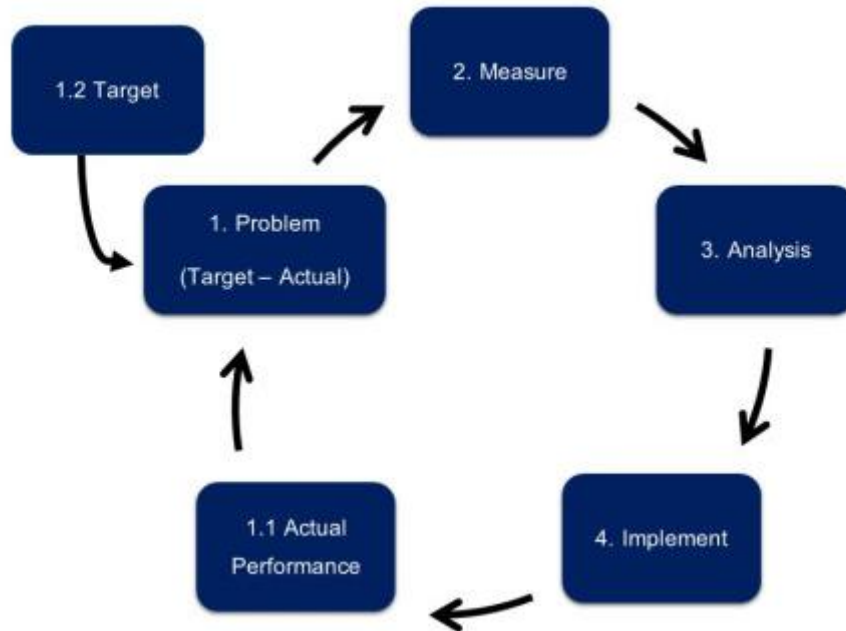 1.2 Target
2. Measure
1. Problem
(Target – Actual)
3. Analysis
4. Implement
1.1 Actual
Performance